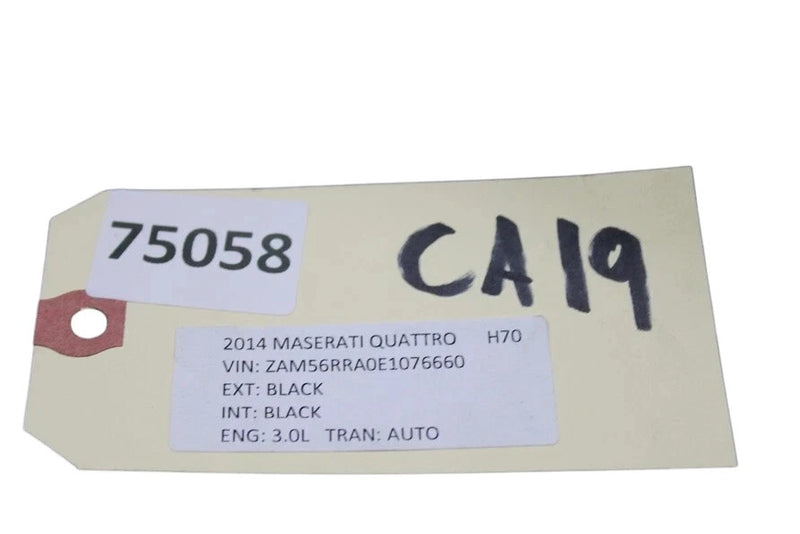 75058
CA19
2014 MASERATI QUATTRO H70
VIN: ZAM56RRA0E1076660
EXT: BLACK
INT: BLACK
ENG: 3.0L TRAN: AUTO